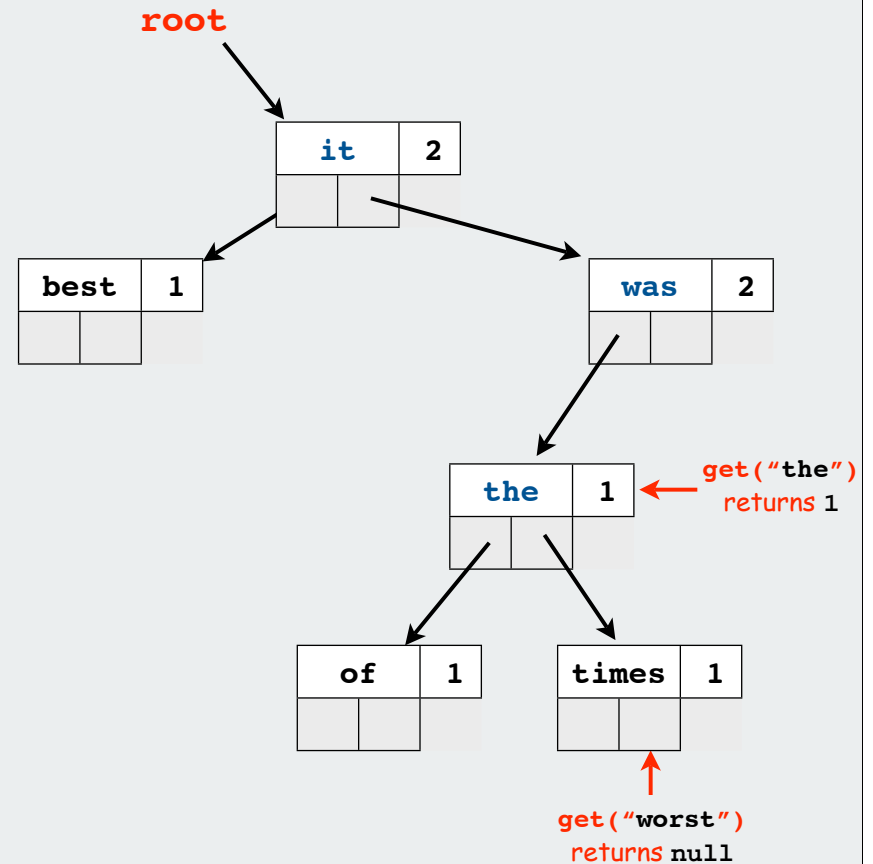 root
it 2
best 1
was 2
the 1
get(“the”)
returns 1
of 1
times 1
get(“worst”)
returns null